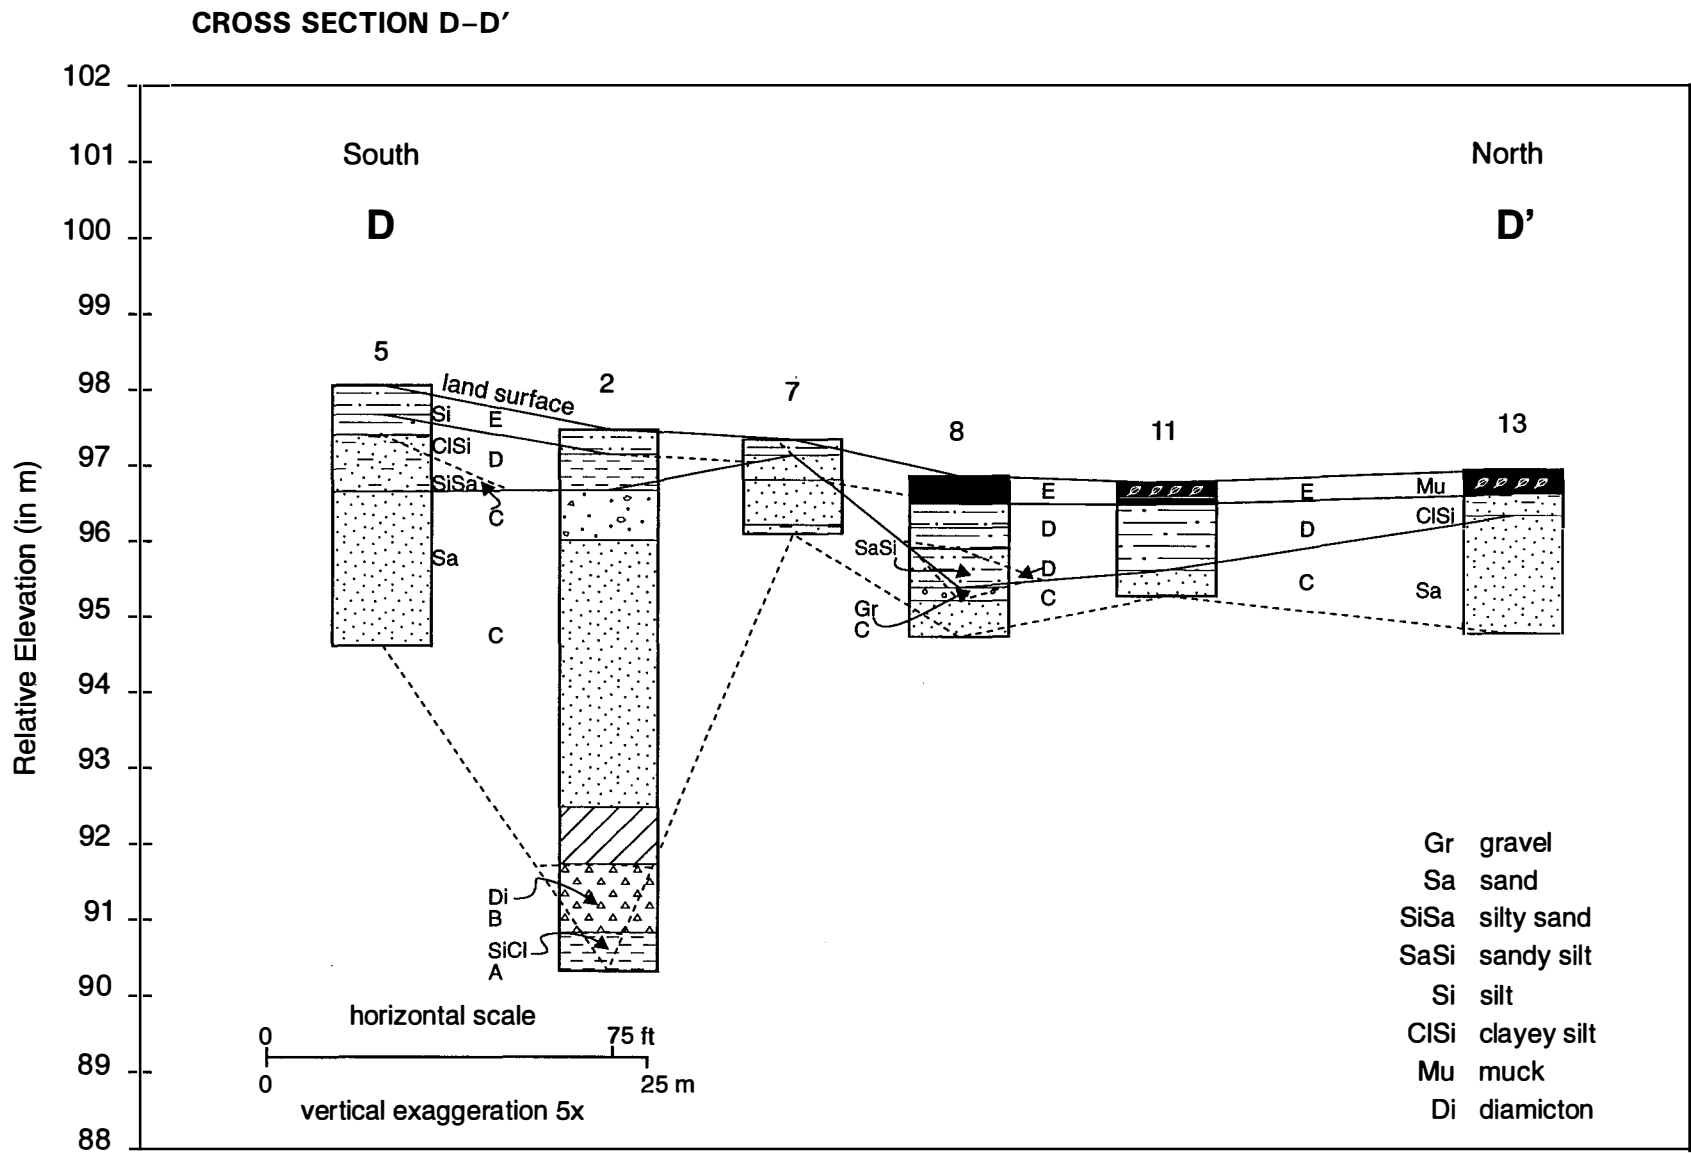 CROSS SECTION D–D′
102
101
100
99
98
97
96
95
94
93
92
91
90
89
88
Relative Elevation (in m)
South
D
North
D’
5
2
7
8
11
13
land surface
Si
E
ClSi
D
SiSa
C
Sa
C
Di
B
SiCl
A
SaSi
Gr
C
E
D
D
C
E
D
C
Mu
ClSi
Sa
horizontal scale
0
75 ft
0
25 m
vertical exaggeration 5x
Gr gravel
Sa sand
SiSa silty sand
SaSi sandy silt
Si silt
ClSi clayey silt
Mu muck
Di diamicton